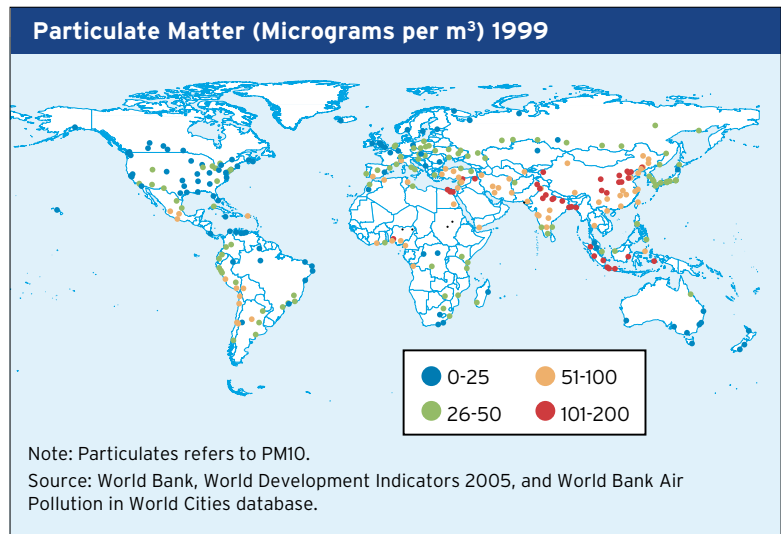 Particulate Matter (Micrograms per m³) 1999
0-25
51-100
26-50
101-200
Note: Particulates refers to PM10.
Source: World Bank, World Development Indicators 2005, and World Bank Air
Pollution in World Cities database.